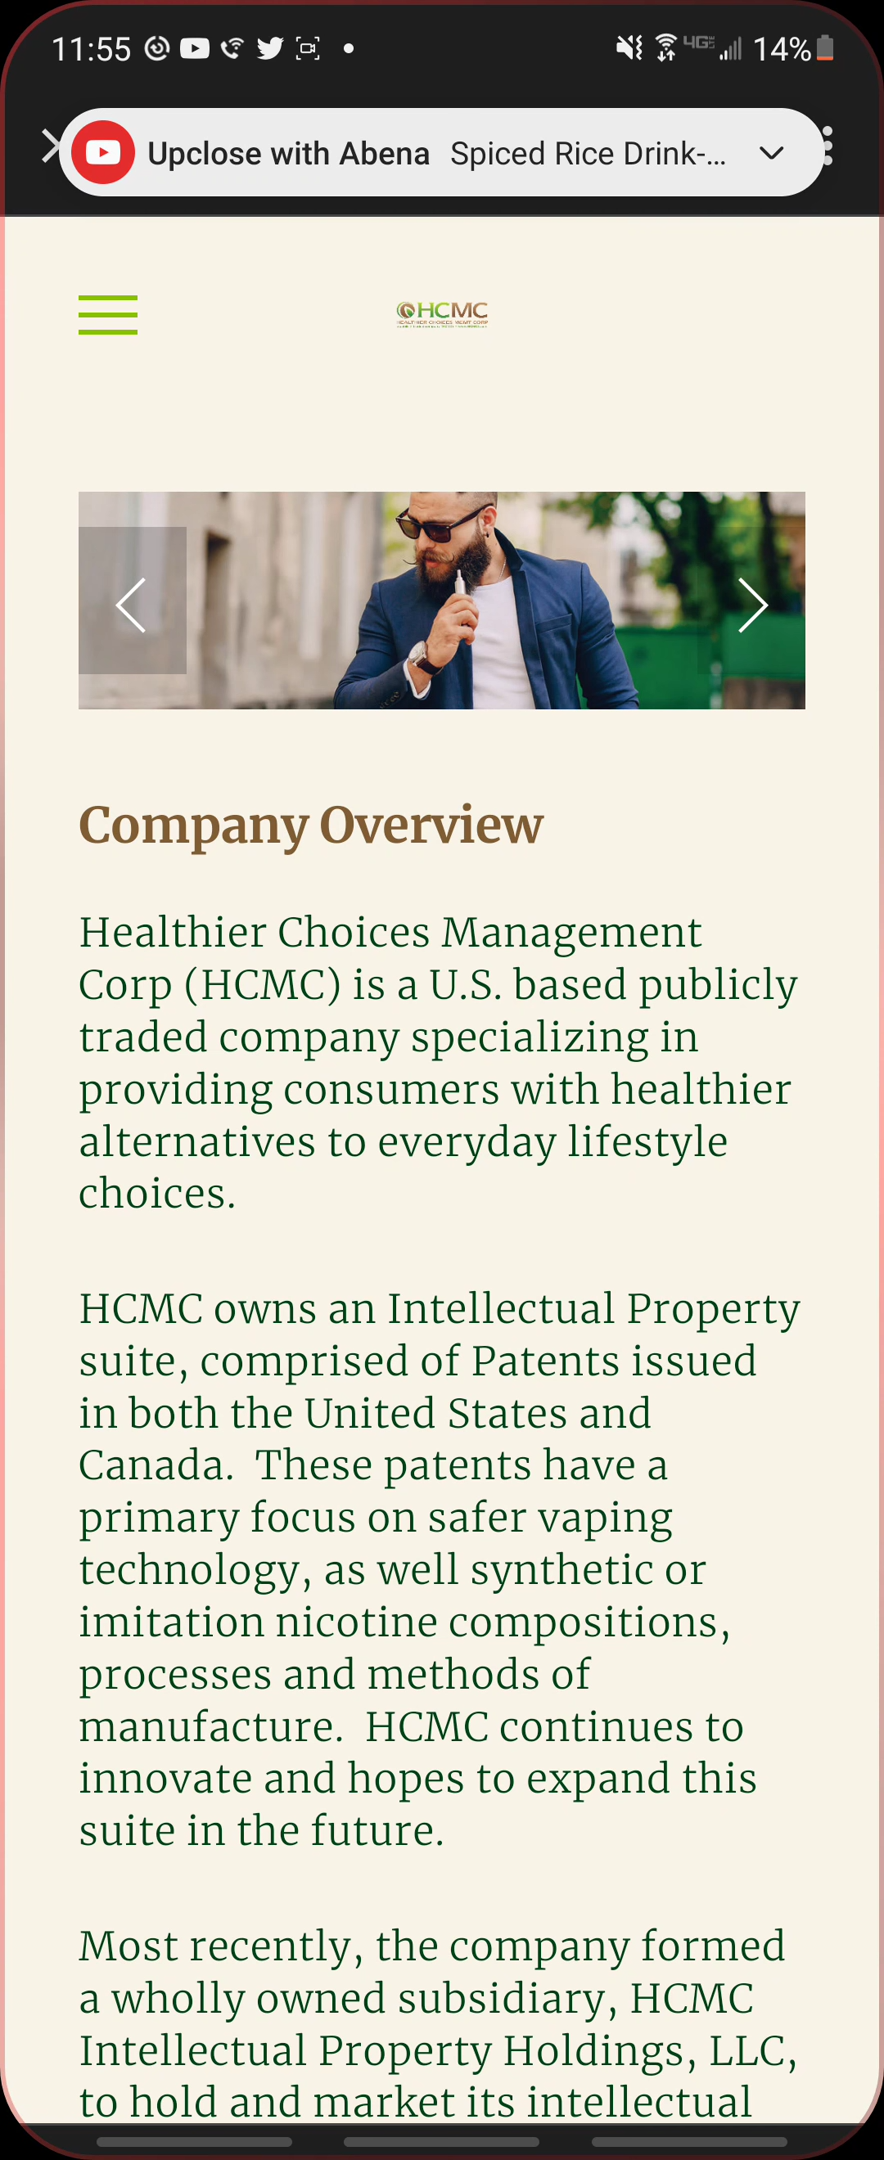 11:55
4G
14%
Upclose with Abena Spiced Rice Drink-...
HCMC
Company Overview
Healthier Choices Management
Corp (HCMC) is a U.S. based publicly
traded company specializing in
providing consumers with healthier
alternatives to everyday lifestyle
choices.
HCMC owns an Intellectual Property
suite, comprised of Patents issued
in both the United States and
Canada.  These patents have a
primary focus on safer vaping
technology, as well synthetic or
imitation nicotine compositions,
processes and methods of
manufacture.  HCMC continues to
innovate and hopes to expand this
suite in the future.
Most recently, the company formed
a wholly owned subsidiary, HCMC
Intellectual Property Holdings, LLC,
to hold and market its intellectual